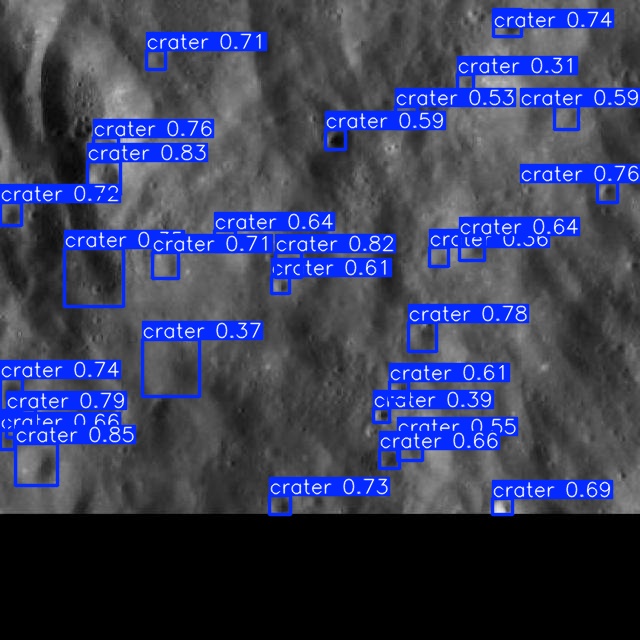 crater 0.74
crater 0.71
crater 0.31
crater 0.53
crater 0.59
crater 0.59
crater 0.76
crater 0.83
crater 0.76
crater 0.72
crater 0.64
crater 0.64
crater
crater 0.71
crater 0.82
crater 0.61
crater 0.78
crater 0.37
crater 0.74
crater 0.61
crater 0.79
crater 0.39
crater 0.66
crater 0.55
crater 0.85
crater 0.66
crater 0.73
crater 0.69